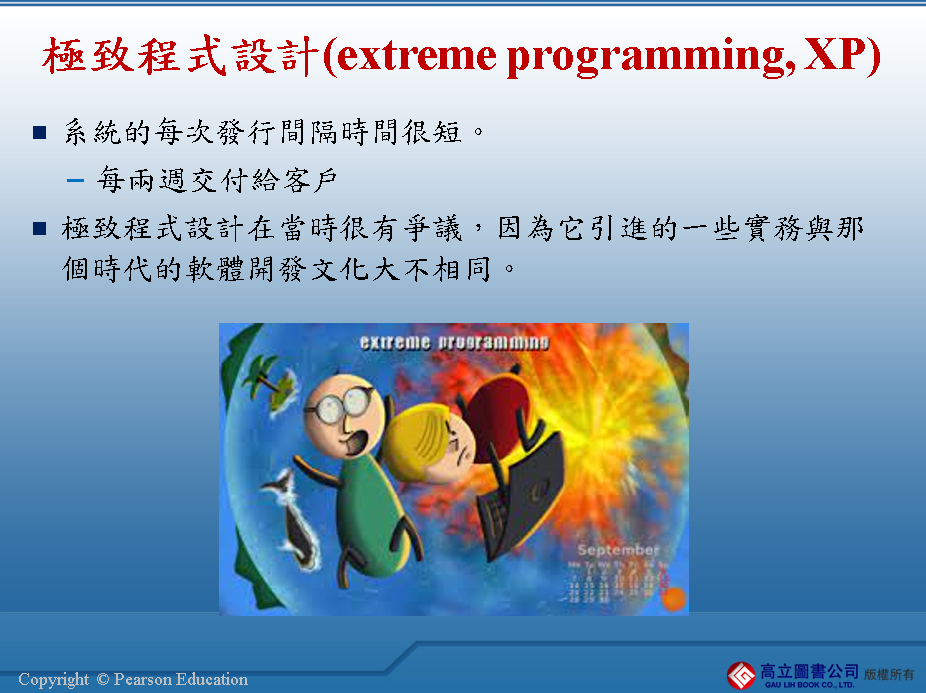 極致程式設計(extreme programming, XP)
系統的每次發行間隔時間很短。
– 每兩週交付給客戶
極致程式設計在當時很有爭議，因為它引進的一些實務與那
個時代的軟體開發文化大不相同。
extreme programming
September
Copyright © Pearson Education
高立圖書公司 版權所有
GAU LIH BOOK CO., LTD.